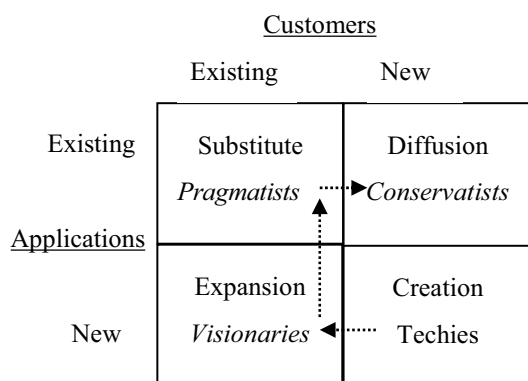 Customers
Existing New
Existing Substitute Diffusion
Pragmatists Conservatists
Applications
Expansion Creation
New Visionaries Techies